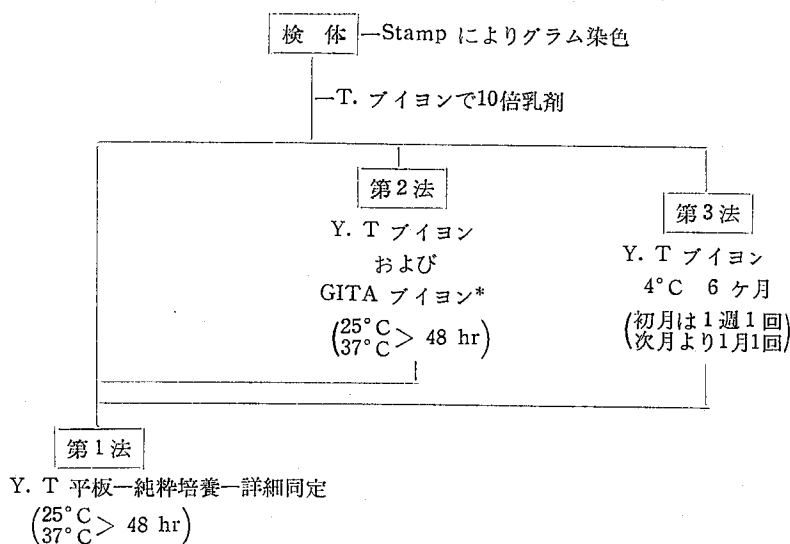 検 体 —Stamp によりグラム染色
—T. ブイヨンで10倍乳剤
第2法
Y. T ブイヨン
および
GITA ブイヨン*
(25°C
37°C > 48 hr)
第3法
Y. T ブイヨン
4°C 6 ケ月
(初月は1週1回
次月より1月1回)
第1法
Y. T 平板—純粋培養—詳細同定
(25°C
37°C > 48 hr)